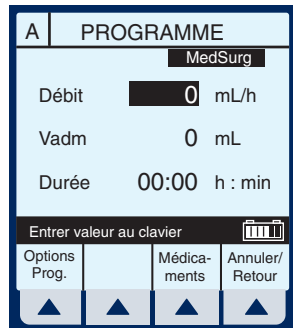 A PROGRAMME
MedSurg
Débit 0 mL/h
Vadm 0 mL
Durée 00:00 h : min
Entrer valeur au clavier
Options Prog.
Médica-ments
Annuler/ Retour